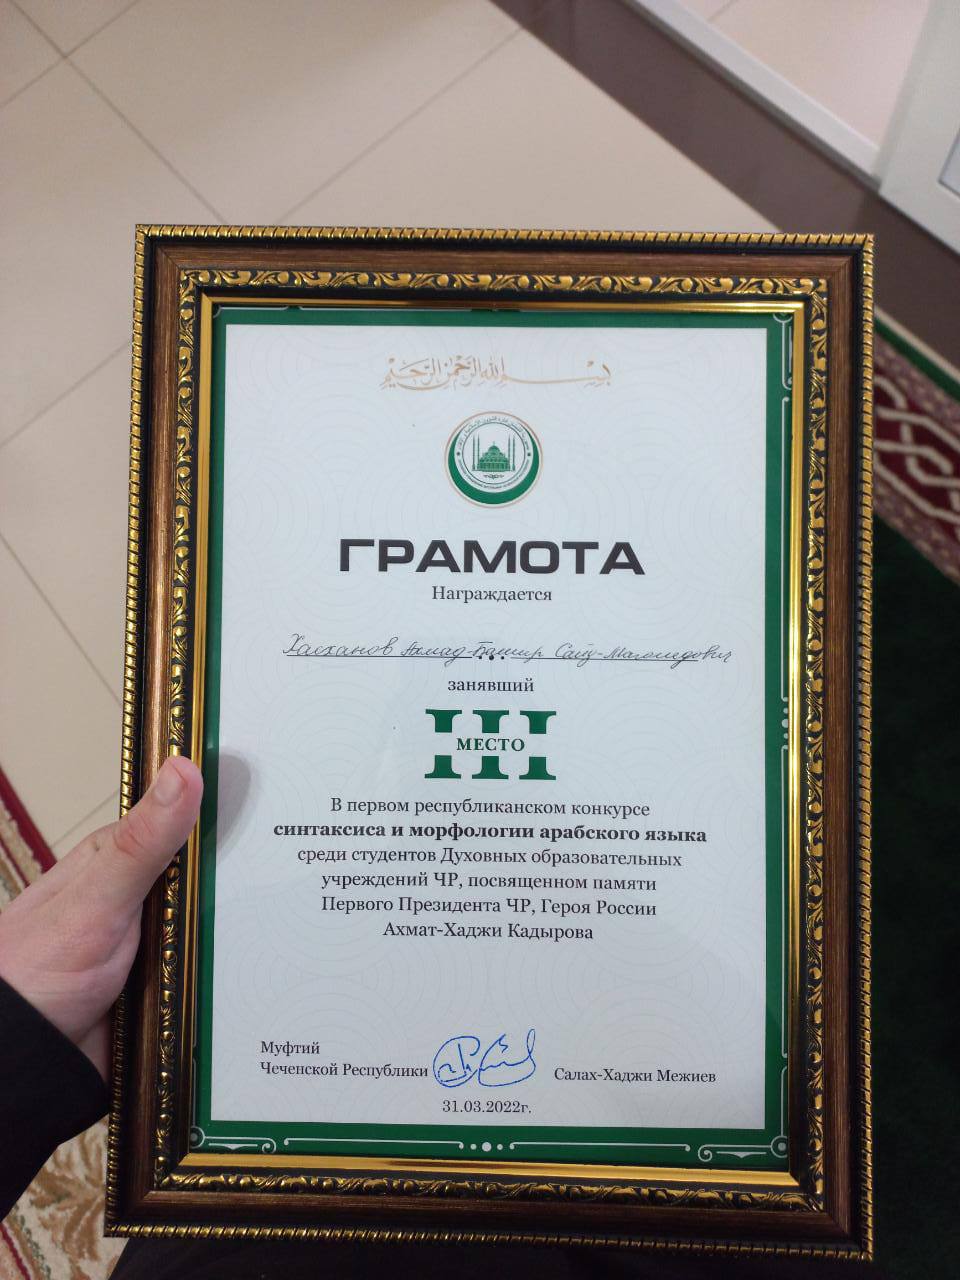 بسم الله الرحمن الرحيم
ГРАМОТА
Награждается
Халханов Ахмад-Башир Саид-Магомедович
занявший
III
МЕСТО
В первом республиканском конкурсе
синтаксиса и морфологии арабского языка
среди студентов Духовных образовательных
учреждений ЧР, посвященном памяти
Первого Президента ЧР, Героя России
Ахмат-Хаджи Кадырова
Муфтий
Чеченской Республики
Салах-Хаджи Межиев
31.03.2022г.